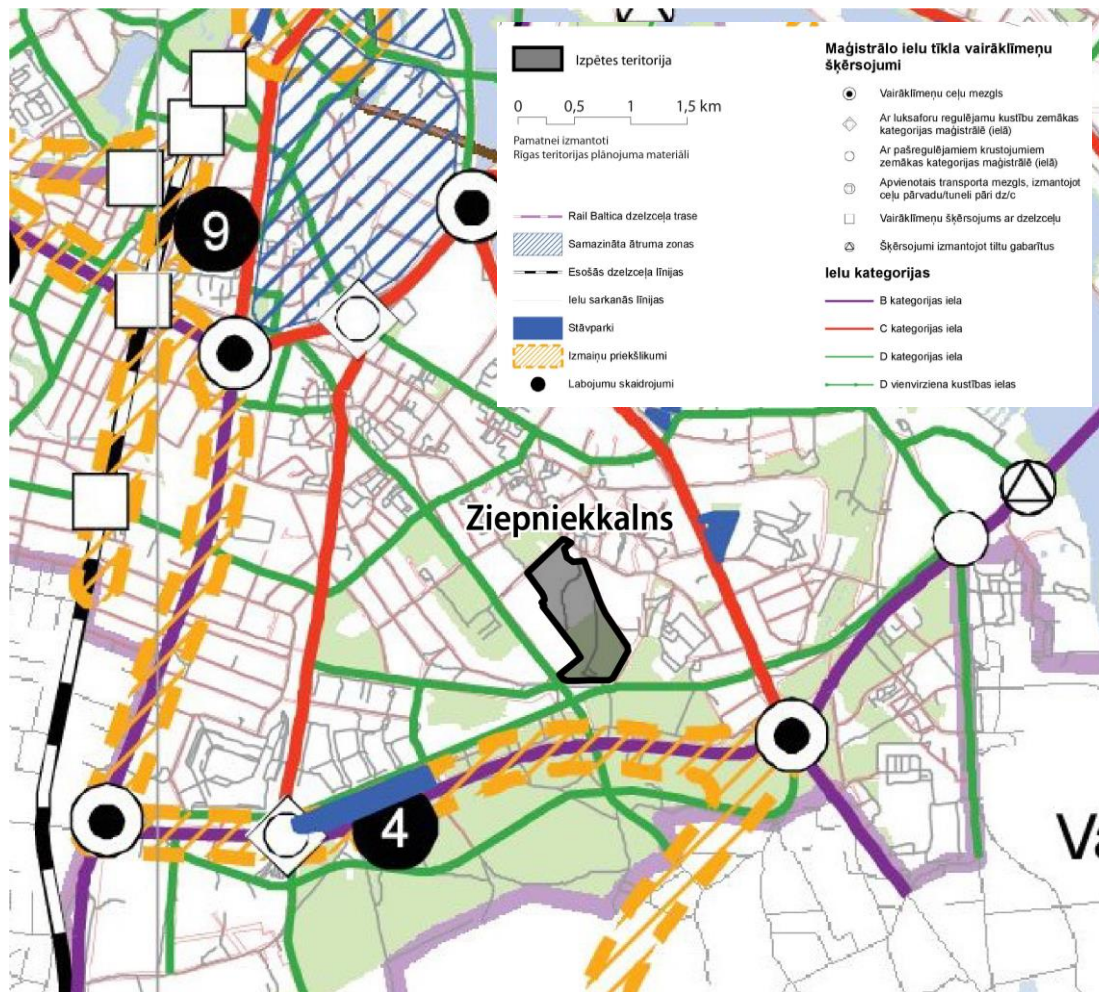 Izpētes teritorija
0 0,5 1 1,5 km
Pamatnei izmantoti
Rīgas teritorijas plānojuma materiāli
Rail Baltica dzelzceļa trase
Samazināta ātruma zonas
Esošās dzelzceļa līnijas
Ielu sarkanās līnijas
Stāvparki
Izmaiņu priekšlikumi
Labojumu skaidrojumi
Maģistrālo ielu tīkla vairāklīmeņu
šķērsojumi
Vairāklīmeņu ceļu mezgls
Ar luksaforu regulējamu kustību zemākas
kategorijas maģistrālē (ielā)
Ar pašregulējamiem krustojumiem
zemākas kategorijas maģistrālē (ielā)
Apvienotais transporta mezgls, izmantojot
ceļu pārvadu/tuneli pāri dz/c
Vairāklīmeņu šķērsojums ar dzelzceļu
Šķērsojumi izmantojot tiltu gabarītus
Ielu kategorijas
B kategorijas iela
C kategorijas iela
D kategorijas iela
D vienvirziena kustības ielas
9
Ziepniekkalns
4
Va